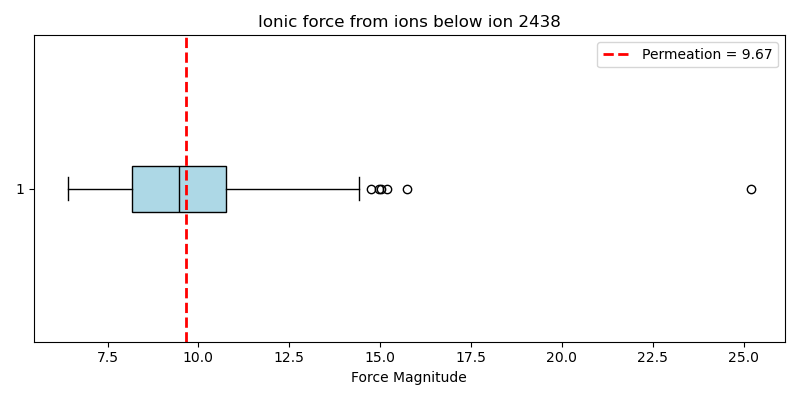 Ionic force from ions below ion 2438
Permeation = 9.67
1
7.5 10.0 12.5 15.0 17.5 20.0 22.5 25.0
Force Magnitude